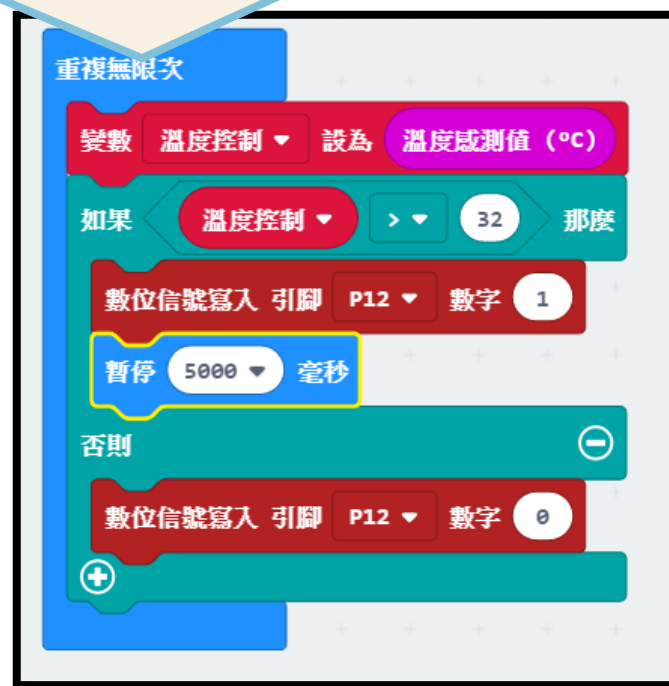 重複無限次
變數 溫度控制 設為 溫度感測值 (°C)
如果 溫度控制 > 32 那麼
數位信號寫入 引腳 P12 數字 1
暫停 5000 毫秒
否則
數位信號寫入 引腳 P12 數字 0